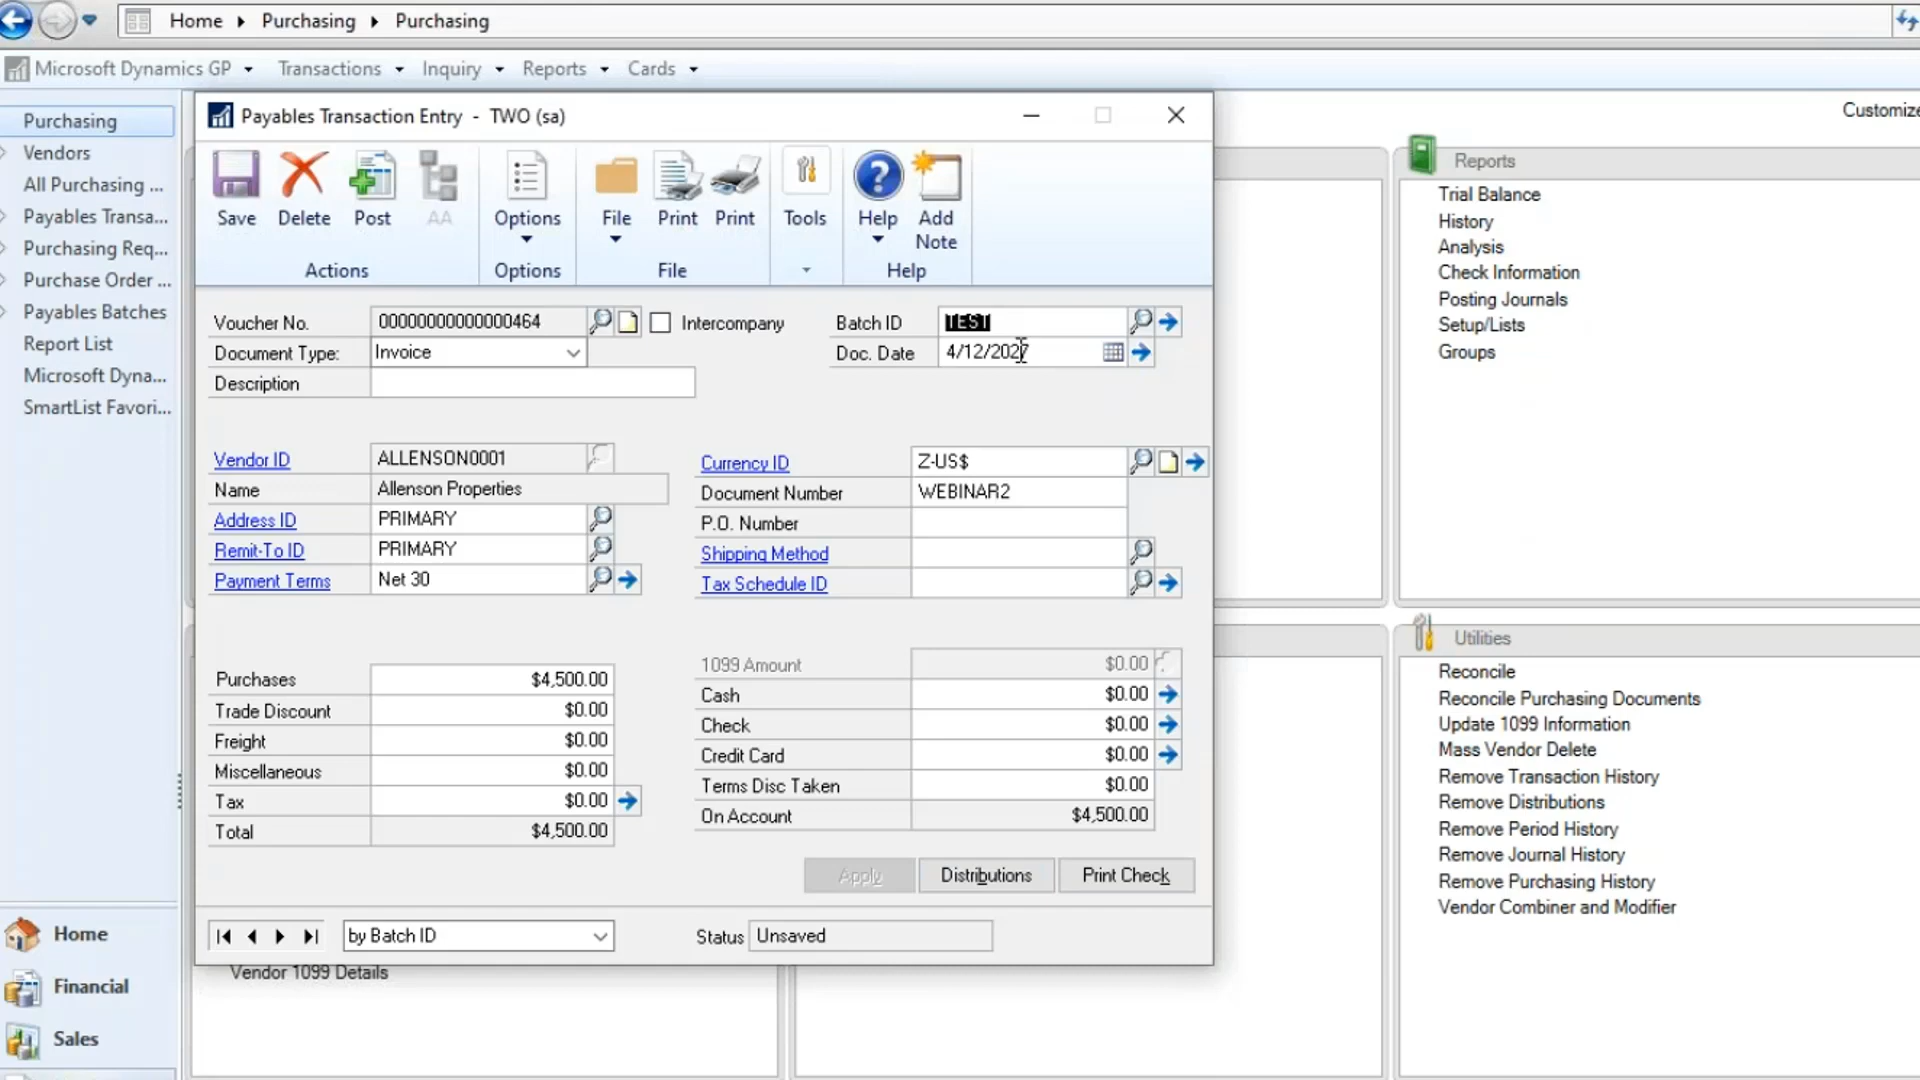 Home Purchasing Purchasing
Microsoft Dynamics GP Transactions Inquiry Reports Cards
Customize
Purchasing
Vendors
All Purchasing ...
Payables Transa...
Purchasing Req...
Purchase Order ...
Payables Batches
Report List
Microsoft Dyna...
SmartList Favori...
Home
Financial
Sales
Payables Transaction Entry - TWO (sa)
Save Delete Post AA Options File Print Print Tools Help Add
Note
Actions Options File Help
Voucher No. 00000000000000464 Intercompany Batch ID TEST
Document Type: Invoice Doc. Date 4/12/2027
Description
Vendor ID ALLENSON0001 Currency ID Z-US$
Name Allenson Properties Document Number WEBINAR2
Address ID PRIMARY P.O. Number
Remit-To ID PRIMARY Shipping Method
Payment Terms Net 30 Tax Schedule ID
Purchases $4,500.00 1099 Amount $0.00
Trade Discount $0.00 Cash $0.00
Freight $0.00 Check $0.00
Miscellaneous $0.00 Credit Card $0.00
Tax $0.00 Terms Disc Taken $0.00
Total $4,500.00 On Account $4,500.00
Apply Distributions Print Check
by Batch ID Status Unsaved
Vendor 1099 Details
Reports
Trial Balance
History
Analysis
Check Information
Posting Journals
Setup/Lists
Groups
Utilities
Reconcile
Reconcile Purchasing Documents
Update 1099 Information
Mass Vendor Delete
Remove Transaction History
Remove Distributions
Remove Period History
Remove Journal History
Remove Purchasing History
Vendor Combiner and Modifier